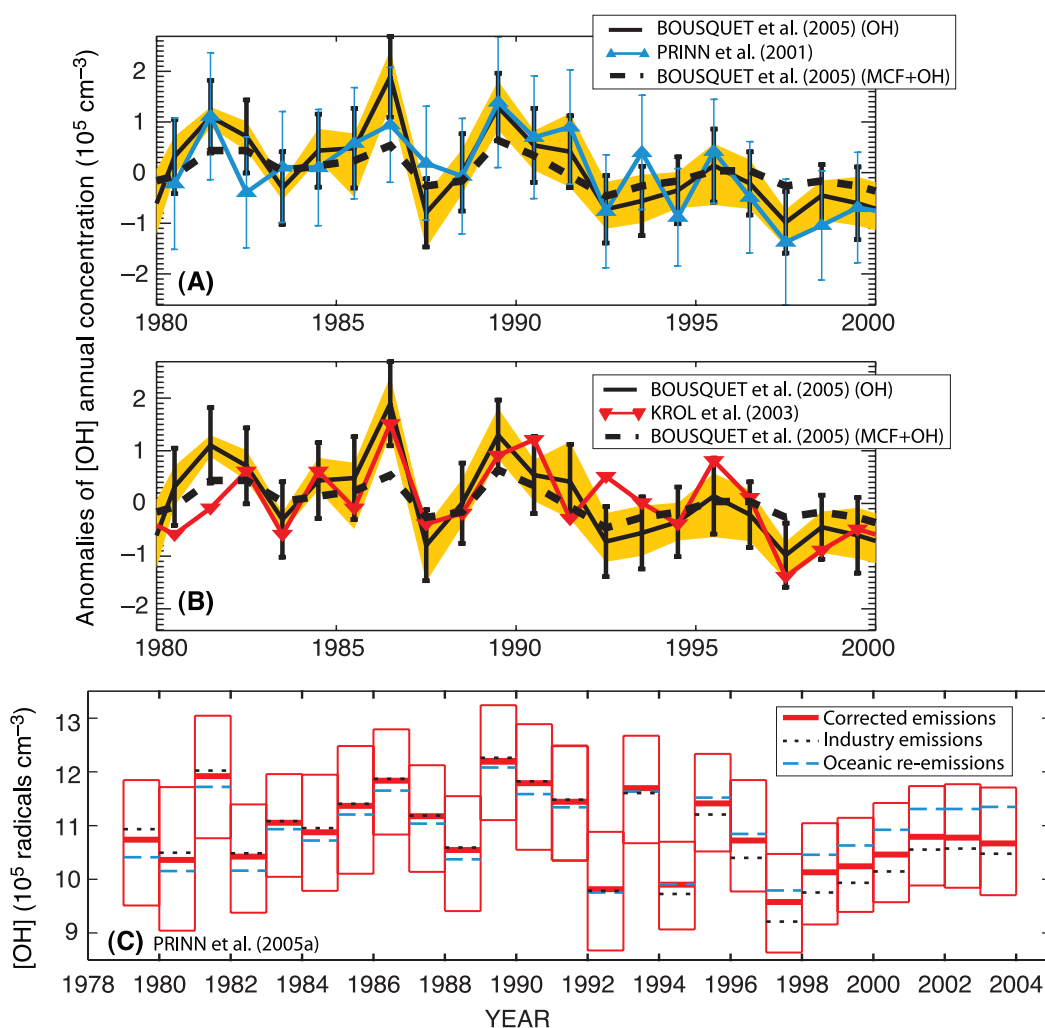 BOUSQUET et al. (2005) (OH)
PRINN et al. (2001)
BOUSQUET et al. (2005) (MCF+OH)
2
1
0
−1
−2
(A)
1980 1985 1990 1995 2000
Anomalies of [OH] annual concentration (10⁵ cm⁻³)
BOUSQUET et al. (2005) (OH)
KROL et al. (2003)
BOUSQUET et al. (2005) (MCF+OH)
2
1
0
−1
−2
(B)
1980 1985 1990 1995 2000
[OH] (10⁵ radicals cm⁻³)
Corrected emissions
Industry emissions
Oceanic re-emissions
13
12
11
10
9
(C) PRINN et al. (2005a)
1978 1980 1982 1984 1986 1988 1990 1992 1994 1996 1998 2000 2002 2004
YEAR